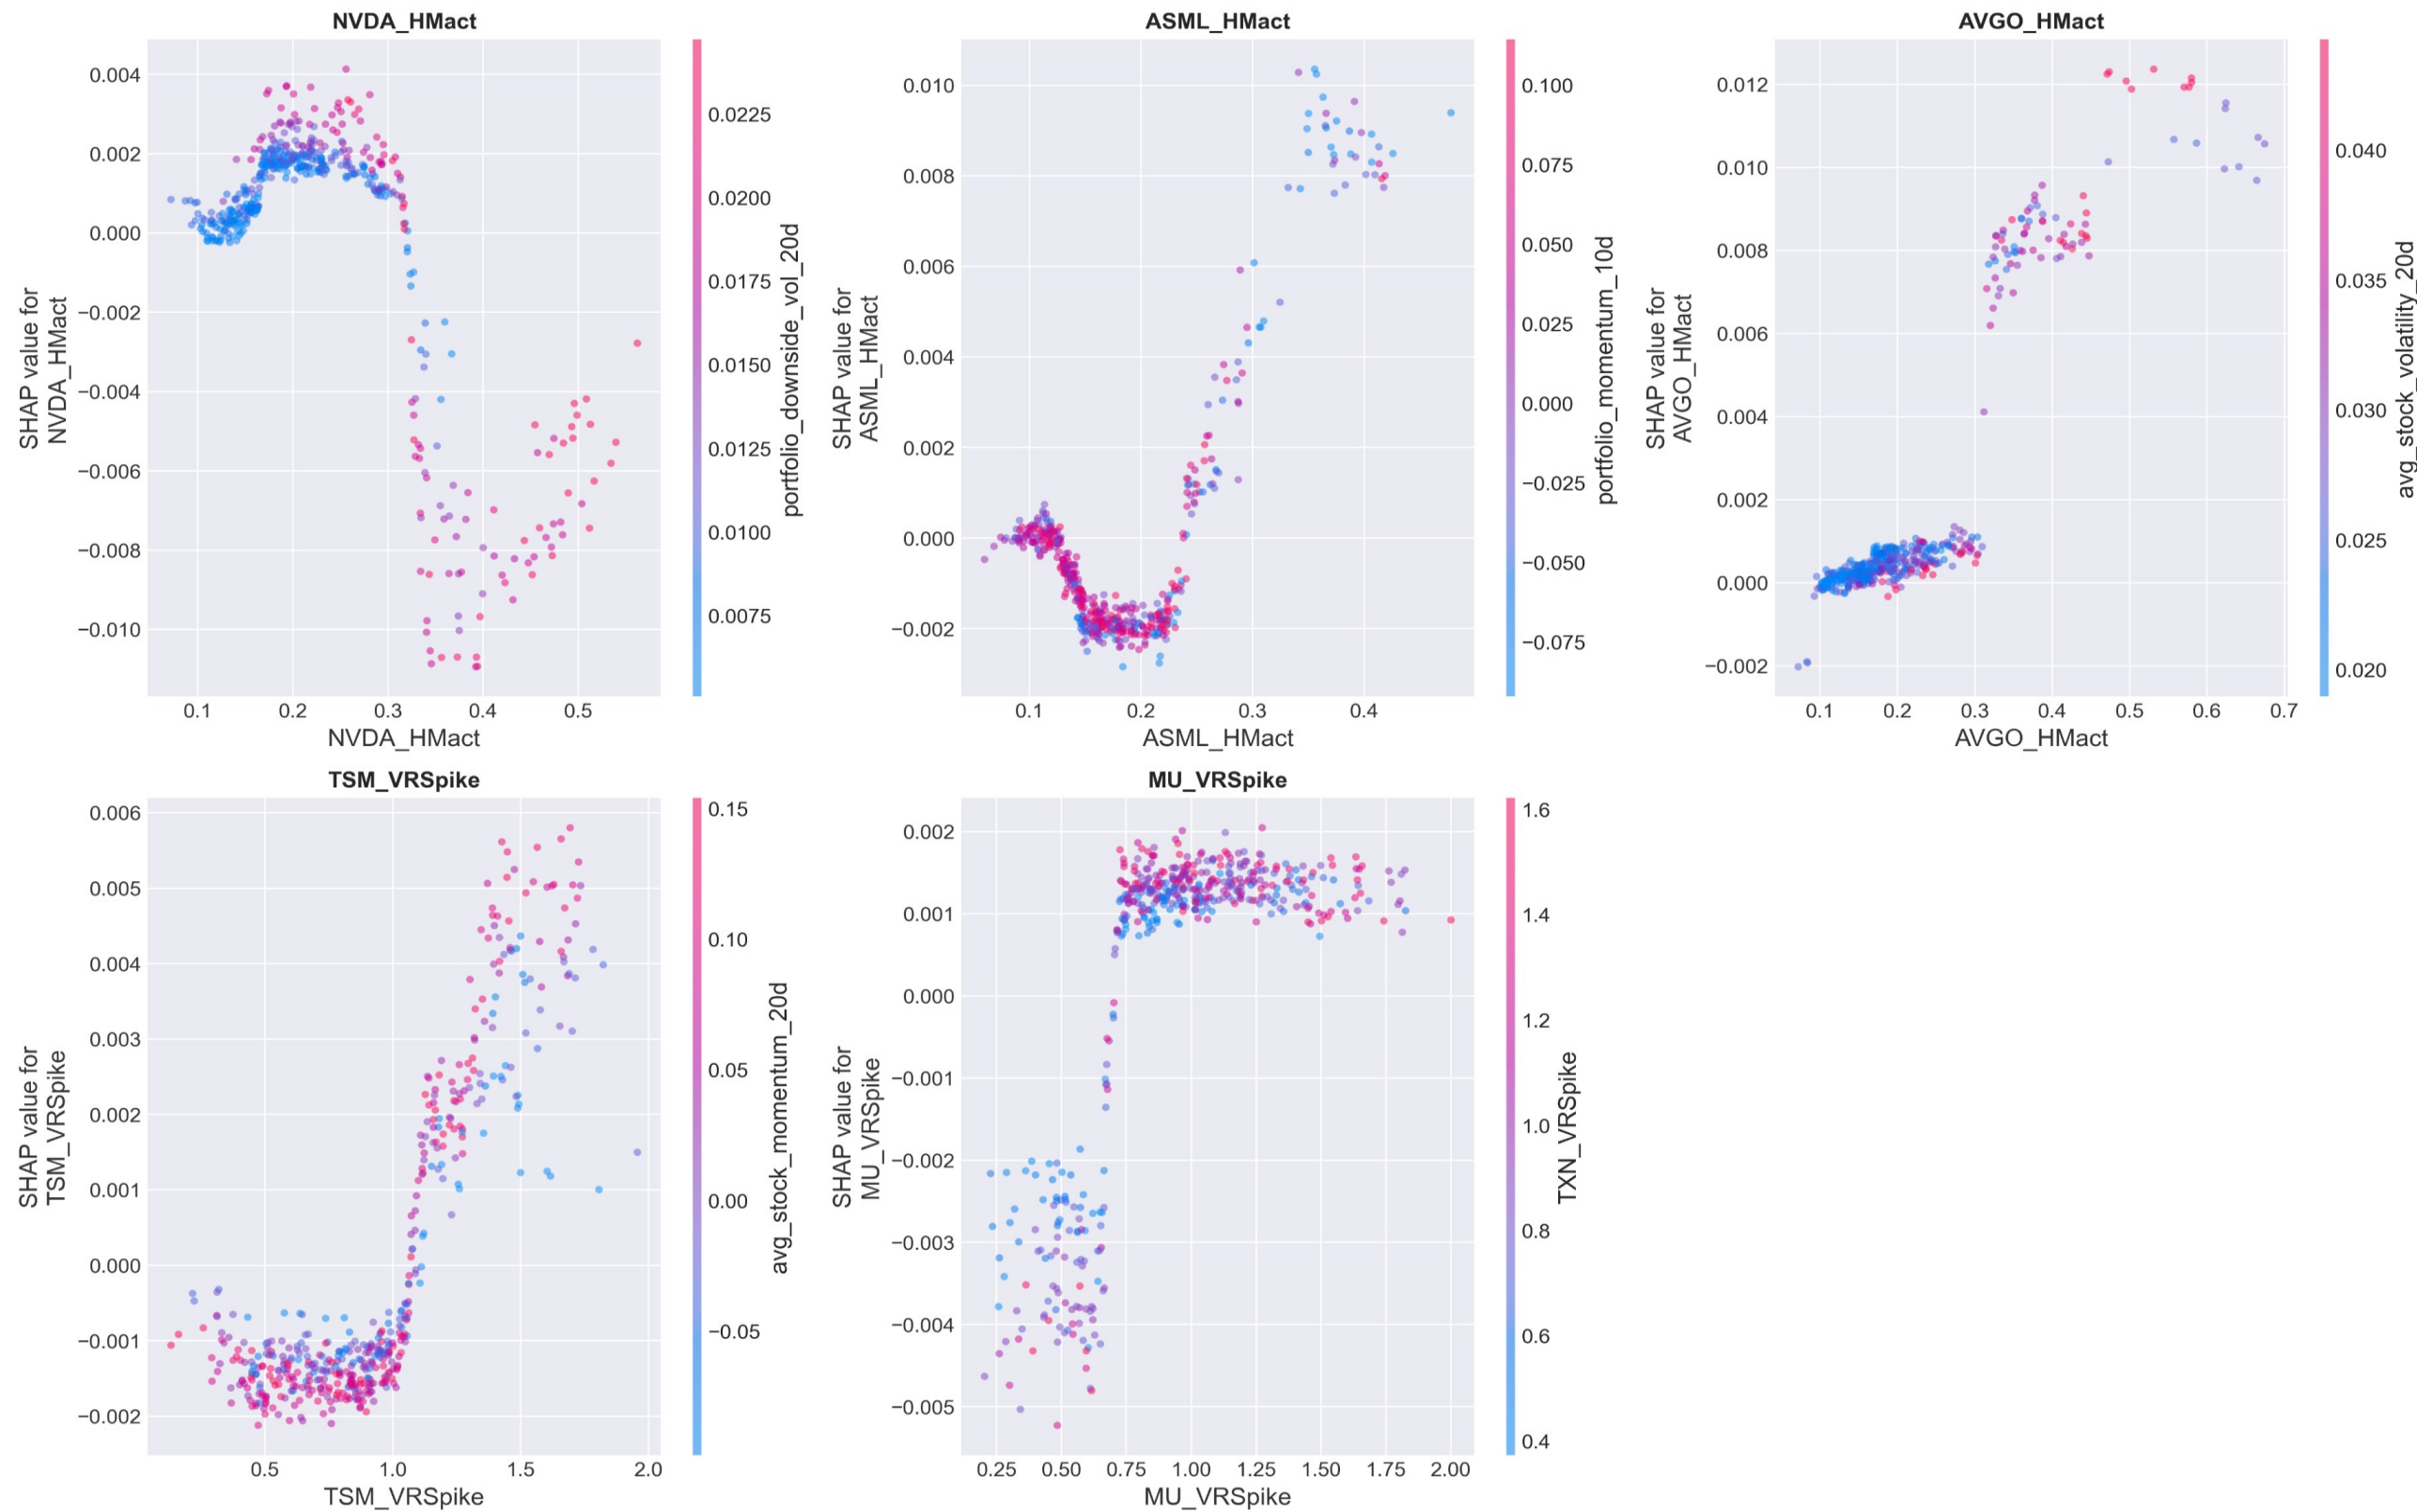 NVDA_HMact
0.004
0.002
0.000
−0.002
−0.004
−0.006
−0.008
−0.010
SHAP value for
NVDA_HMact
0.1 0.2 0.3 0.4 0.5
NVDA_HMact
0.0225
0.0200
0.0175
0.0150
0.0125
0.0100
0.0075
portfolio_downside_vol_20d
ASML_HMact
0.010
0.008
0.006
0.004
0.002
0.000
−0.002
SHAP value for
ASML_HMact
0.1 0.2 0.3 0.4
ASML_HMact
0.100
0.075
0.050
0.025
0.000
−0.025
−0.050
−0.075
portfolio_momentum_10d
AVGO_HMact
0.012
0.010
0.008
0.006
0.004
0.002
0.000
−0.002
SHAP value for
AVGO_HMact
0.1 0.2 0.3 0.4 0.5 0.6 0.7
AVGO_HMact
0.040
0.035
0.030
0.025
0.020
avg_stock_volatility_20d
TSM_VRSpike
0.006
0.005
0.004
0.003
0.002
0.001
0.000
−0.001
−0.002
SHAP value for
TSM_VRSpike
0.5 1.0 1.5 2.0
TSM_VRSpike
0.15
0.10
0.05
0.00
−0.05
avg_stock_momentum_20d
MU_VRSpike
0.002
0.001
0.000
−0.001
−0.002
−0.003
−0.004
−0.005
SHAP value for
MU_VRSpike
0.25 0.50 0.75 1.00 1.25 1.50 1.75 2.00
MU_VRSpike
1.6
1.4
1.2
1.0
0.8
0.6
0.4
TXN_VRSpike